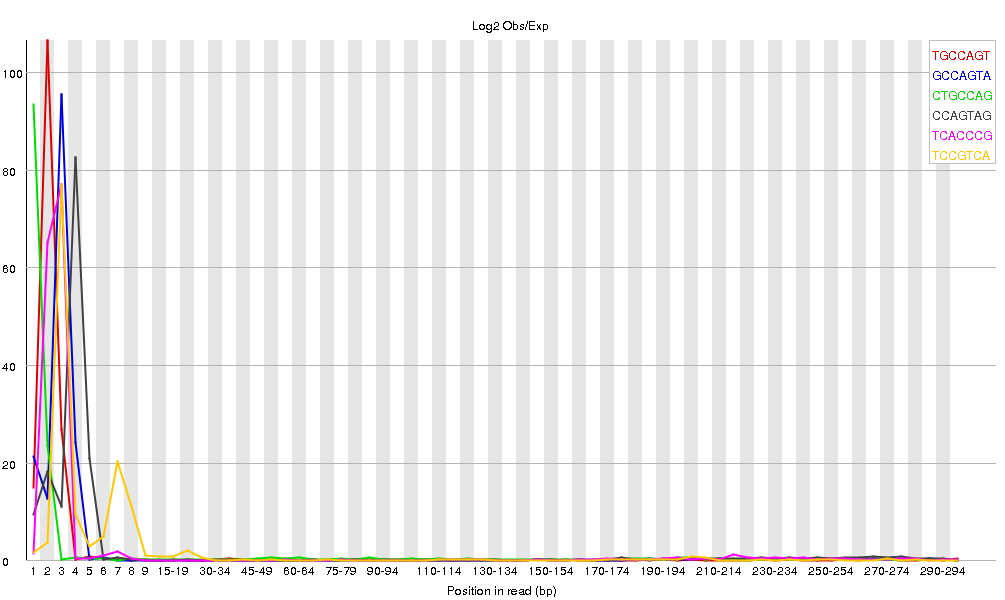 Log2 Obs/Exp
TGCCAGT
GCCAGTA
CTGCCAG
CCAGTAG
TCACCCG
TCCGTCA
100
80
60
40
20
0
1 2 3 4 5 6 7 8 9 15-19 30-34 45-49 60-64 75-79 90-94 110-114 130-134 150-154 170-174 190-194 210-214 230-234 250-254 270-274 290-294
Position in read (bp)